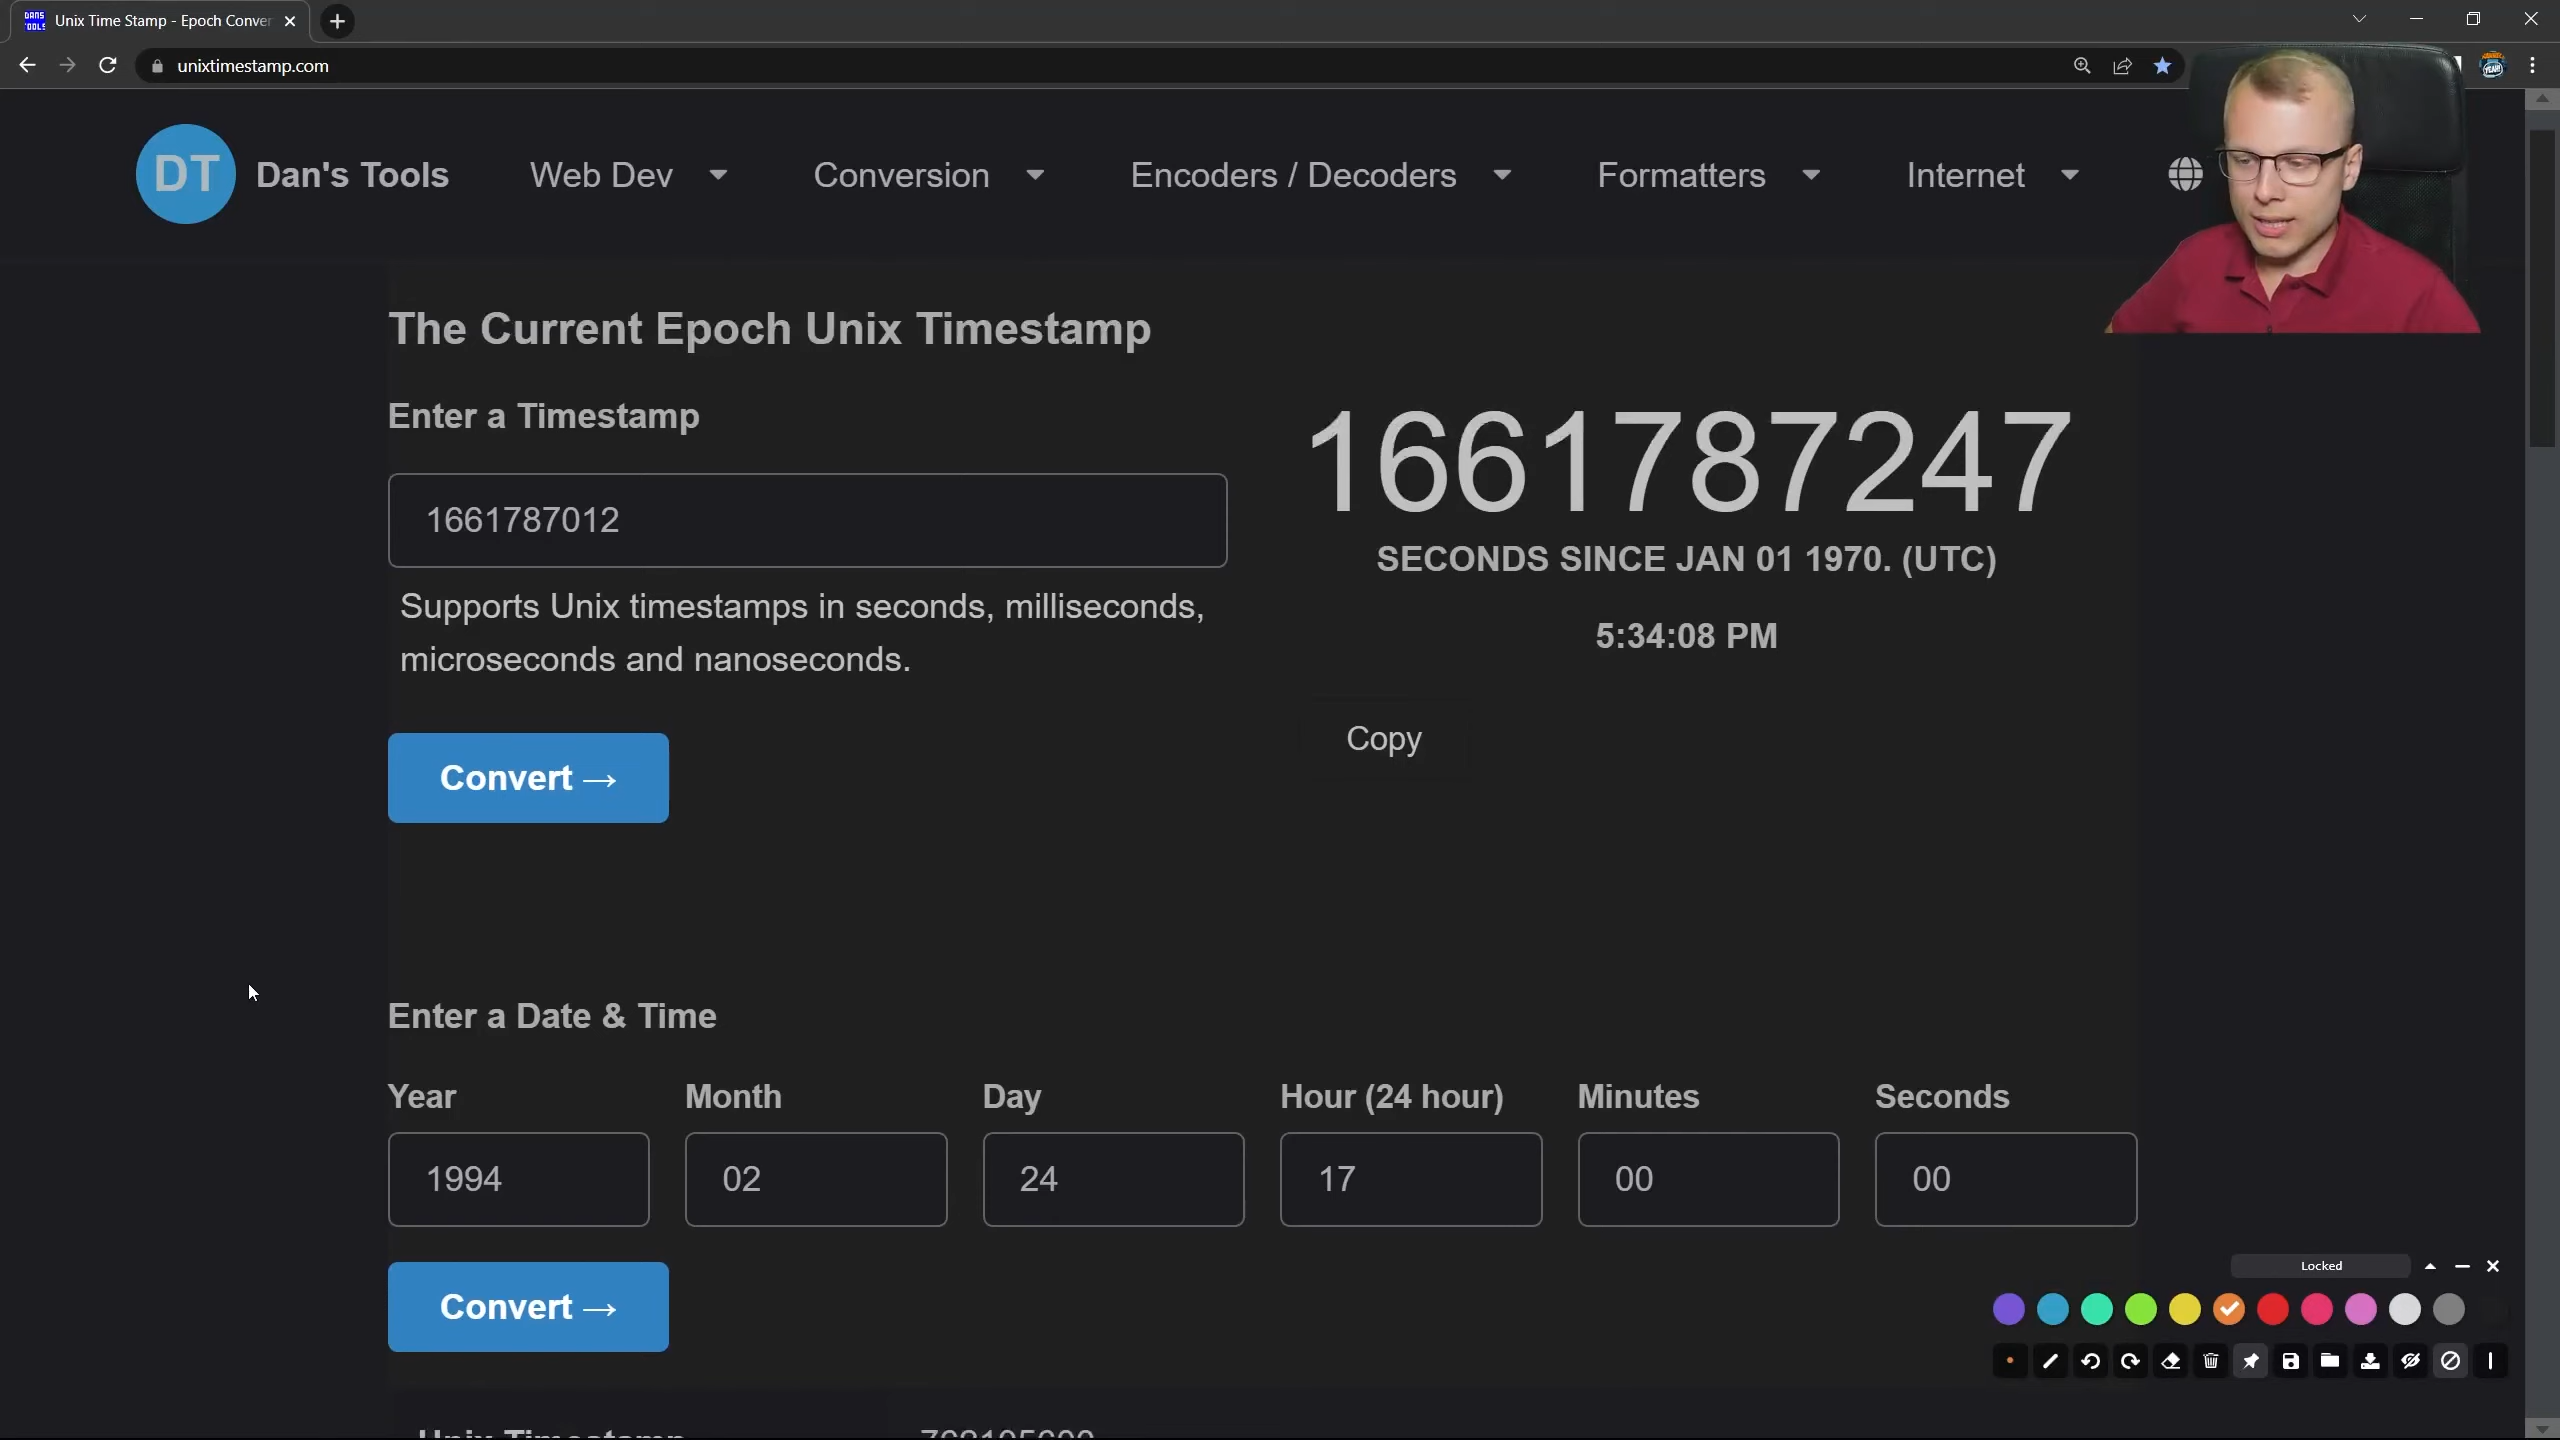 Unix Time Stamp - Epoch Conver
unixtimestamp.com
DT
Dan's Tools
Web Dev
Conversion
Encoders / Decoders
Formatters
Internet
The Current Epoch Unix Timestamp
Enter a Timestamp
1661787012
Supports Unix timestamps in seconds, milliseconds,
microseconds and nanoseconds.
Convert →
1661787247
SECONDS SINCE JAN 01 1970. (UTC)
5:34:08 PM
Copy
Enter a Date & Time
Year Month Day Hour (24 hour) Minutes Seconds
1994 02 24 17 00 00
Convert →
Locked
Unix Timestamp